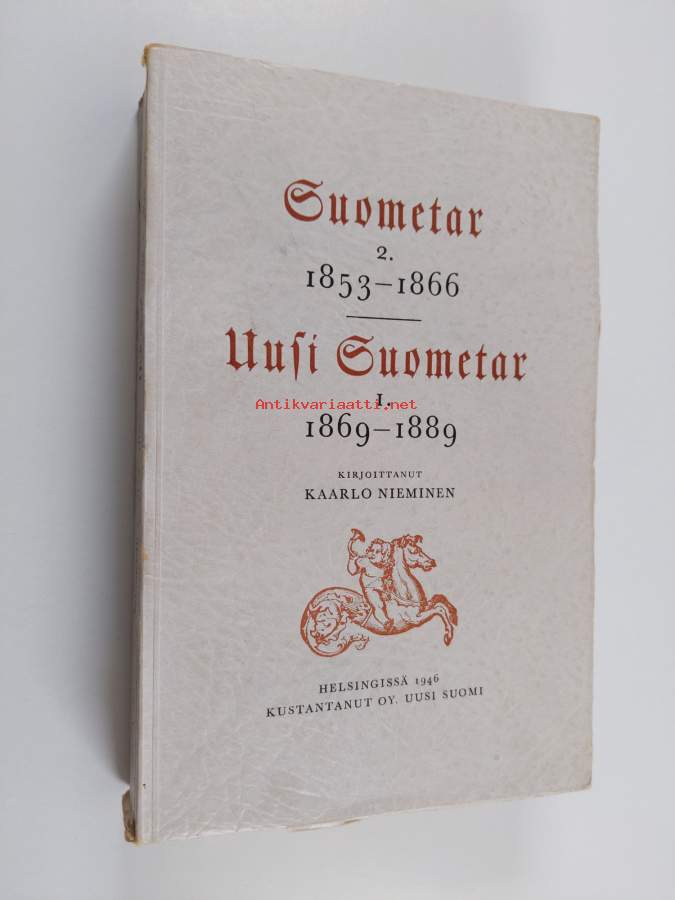 Suometar
2.
1853–1866
Uuſi Suometar
1.
Antikvariaatti.net
1869–1889
KIRJOITTANUT
KAARLO NIEMINEN
HELSINGISSÄ 1946
KUSTANTANUT OY. UUSI SUOMI